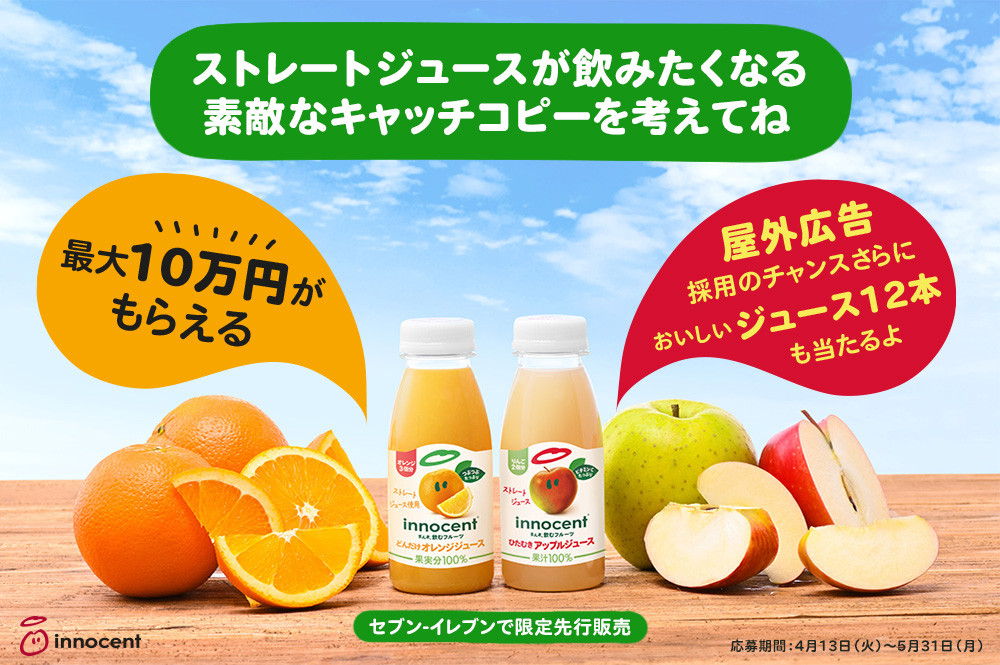 ストレートジュースが飲みたくなる
素敵なキャッチコピーを考えてね
最大10万円が
もらえる
屋外広告
採用のチャンスさらに
おいしいジュース12本
も当たるよ
オレンジ
3個分
つぶつぶ
たっぷり
ストレート
ジュース使用
innocent
まんま、飲むフルーツ
どんだけオレンジジュース
果実分100%
りんご
2個分
ビタミンC
たっぷり
ストレート
ジュース
innocent
まんま、飲むフルーツ
ひたむきアップルジュース
果汁100%
セブン-イレブンで限定先行販売
innocent
応募期間：4月13日（火）～5月31日（月）